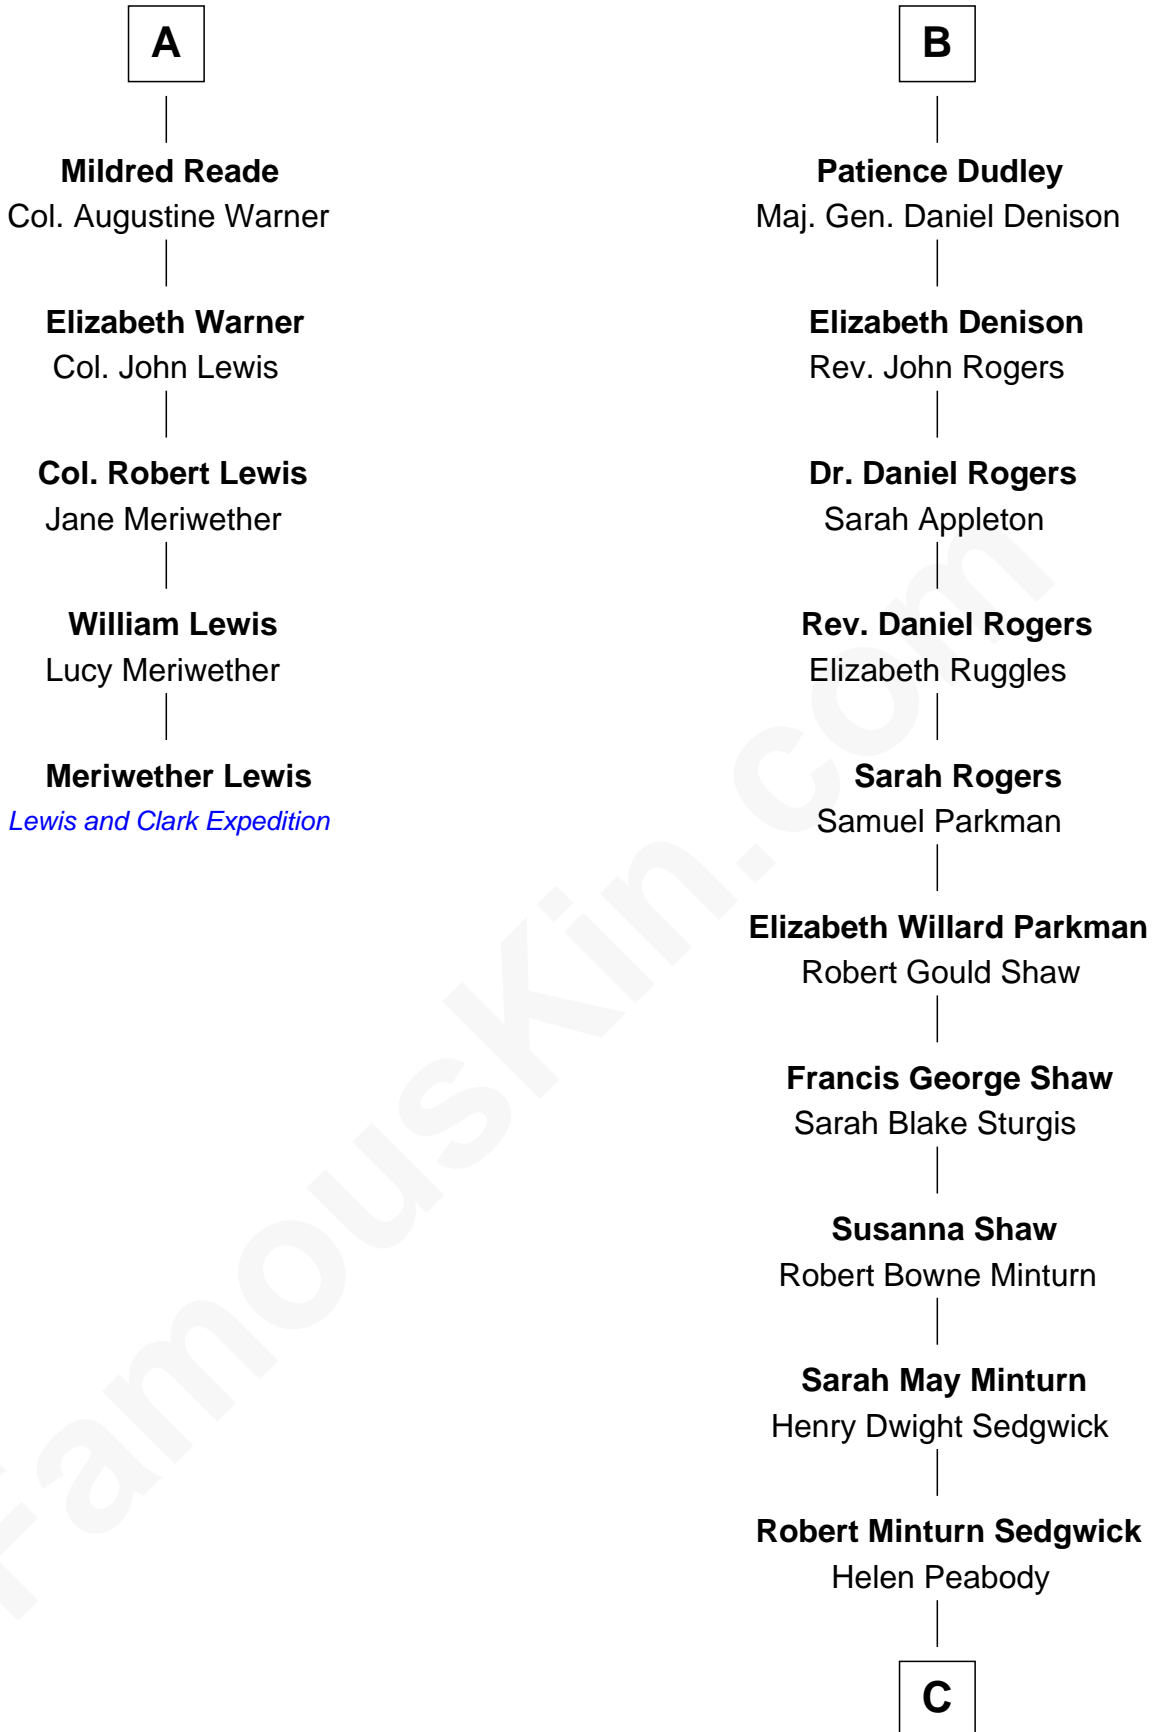 A
Mildred Reade
Col. Augustine Warner
Elizabeth Warner
Col. John Lewis
Col. Robert Lewis
Jane Meriwether
William Lewis
Lucy Meriwether
Meriwether Lewis
Lewis and Clark Expedition
B
Patience Dudley
Maj. Gen. Daniel Denison
Elizabeth Denison
Rev. John Rogers
Dr. Daniel Rogers
Sarah Appleton
Rev. Daniel Rogers
Elizabeth Ruggles
Sarah Rogers
Samuel Parkman
Elizabeth Willard Parkman
Robert Gould Shaw
Francis George Shaw
Sarah Blake Sturgis
Susanna Shaw
Robert Bowne Minturn
Sarah May Minturn
Henry Dwight Sedgwick
Robert Minturn Sedgwick
Helen Peabody
C
FamousKin.com